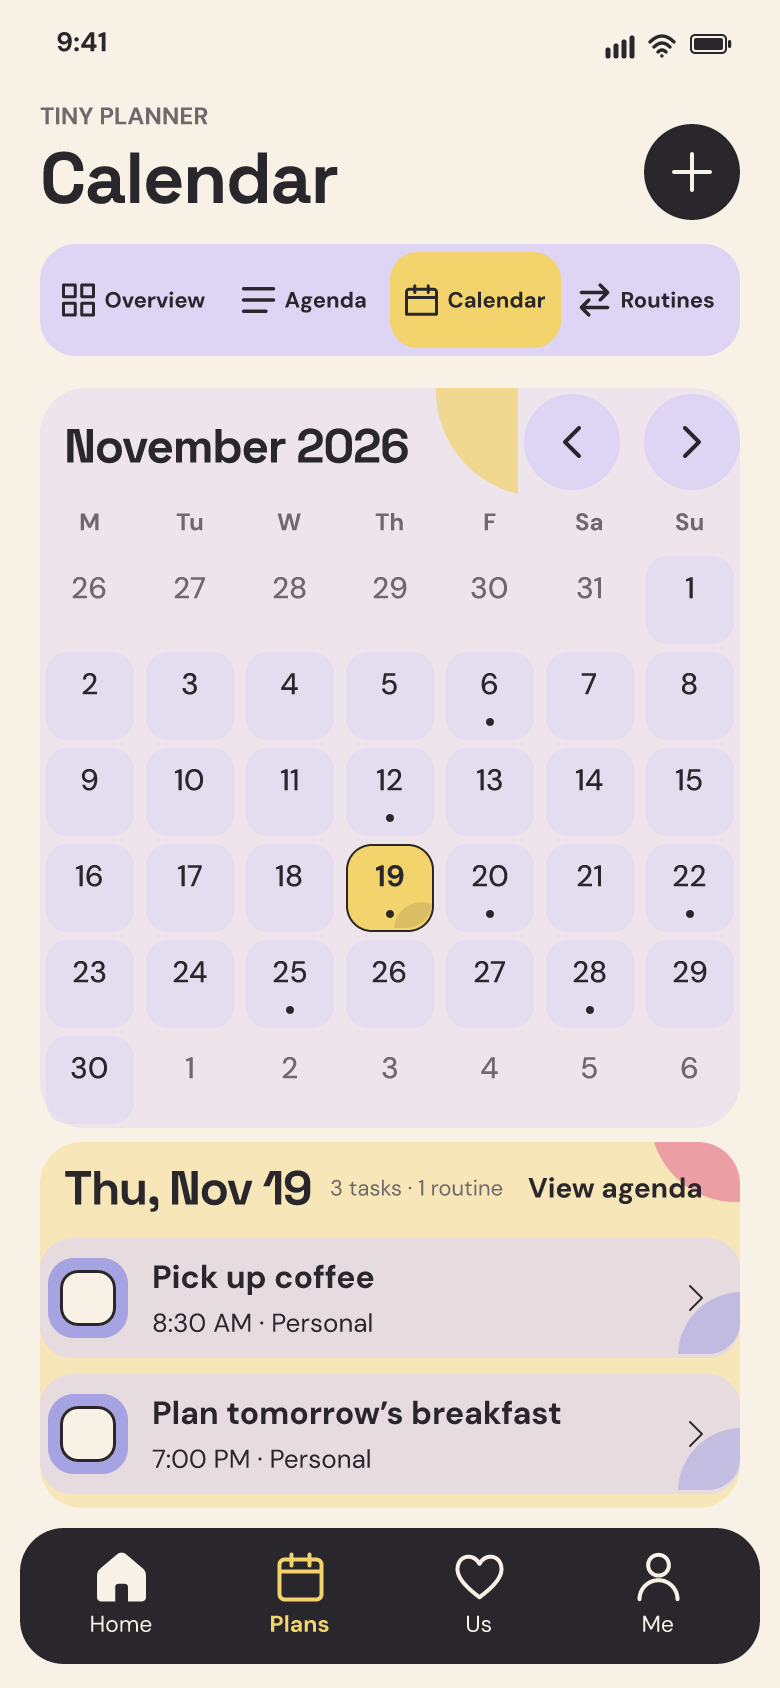 9:41
TINY PLANNER
Calendar
Overview Agenda Calendar Routines
November 2026
M Tu W Th F Sa Su
26 27 28 29 30 31 1
2 3 4 5 6 7 8
9 10 11 12 13 14 15
16 17 18 19 20 21 22
23 24 25 26 27 28 29
30 1 2 3 4 5 6
Thu, Nov 19 3 tasks · 1 routine View agenda
Pick up coffee
8:30 AM · Personal
Plan tomorrow’s breakfast
7:00 PM · Personal
Home Plans Us Me